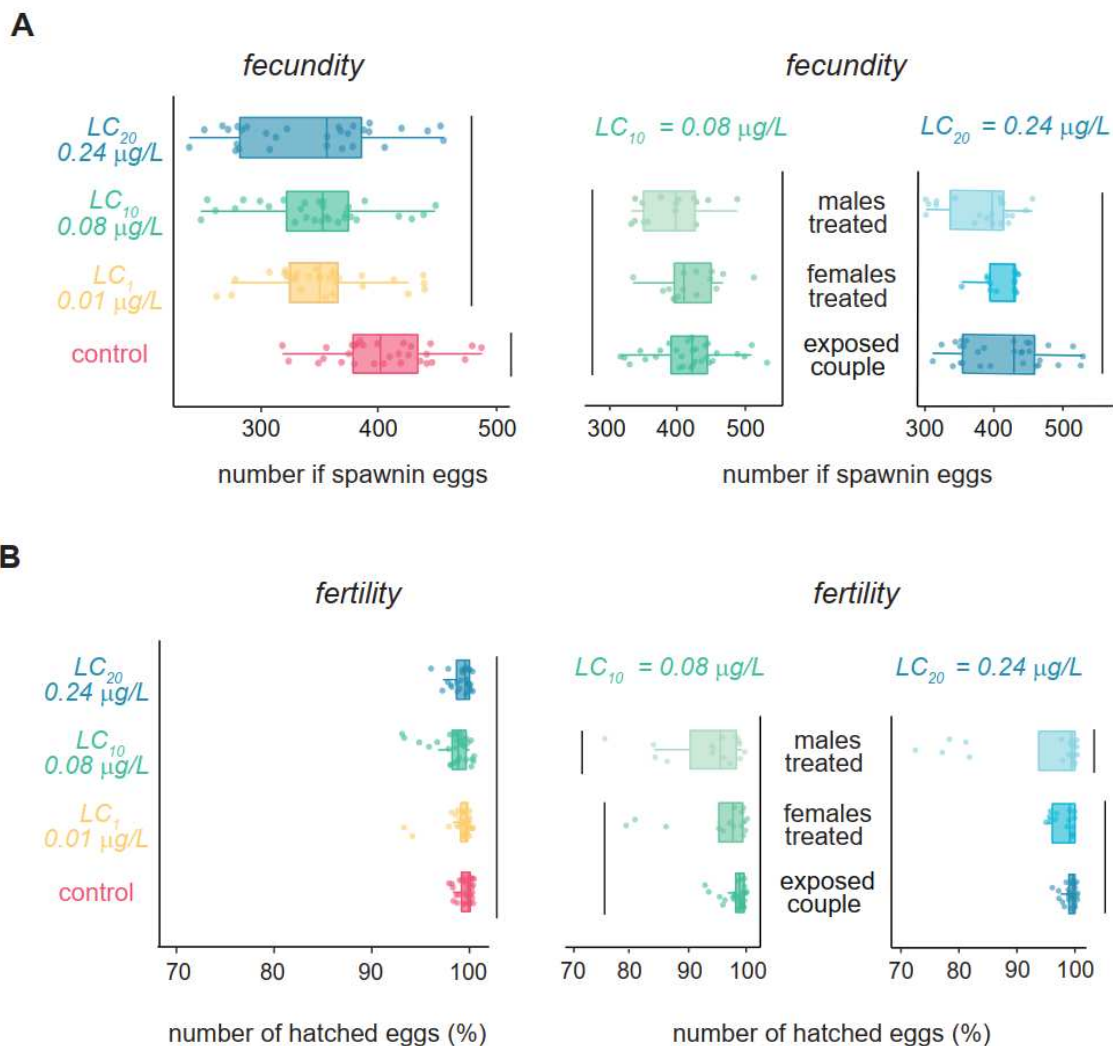 A
fecundity
LC20
0.24 μg/L
LC10
0.08 μg/L
LC1
0.01 μg/L
control
300 400 500
number if spawnin eggs
fecundity
LC10 = 0.08 μg/L
LC20 = 0.24 μg/L
males
treated
females
treated
exposed
couple
300 400 500
300 400 500
number if spawnin eggs
B
fertility
LC20
0.24 μg/L
LC10
0.08 μg/L
LC1
0.01 μg/L
control
70 90 100
number of hatched eggs (%)
fertility
LC10 = 0.08 μg/L
LC20 = 0.24 μg/L
males
treated
females
treated
exposed
couple
70 80 90 100
70 80 90 100
number of hatched eggs (%)